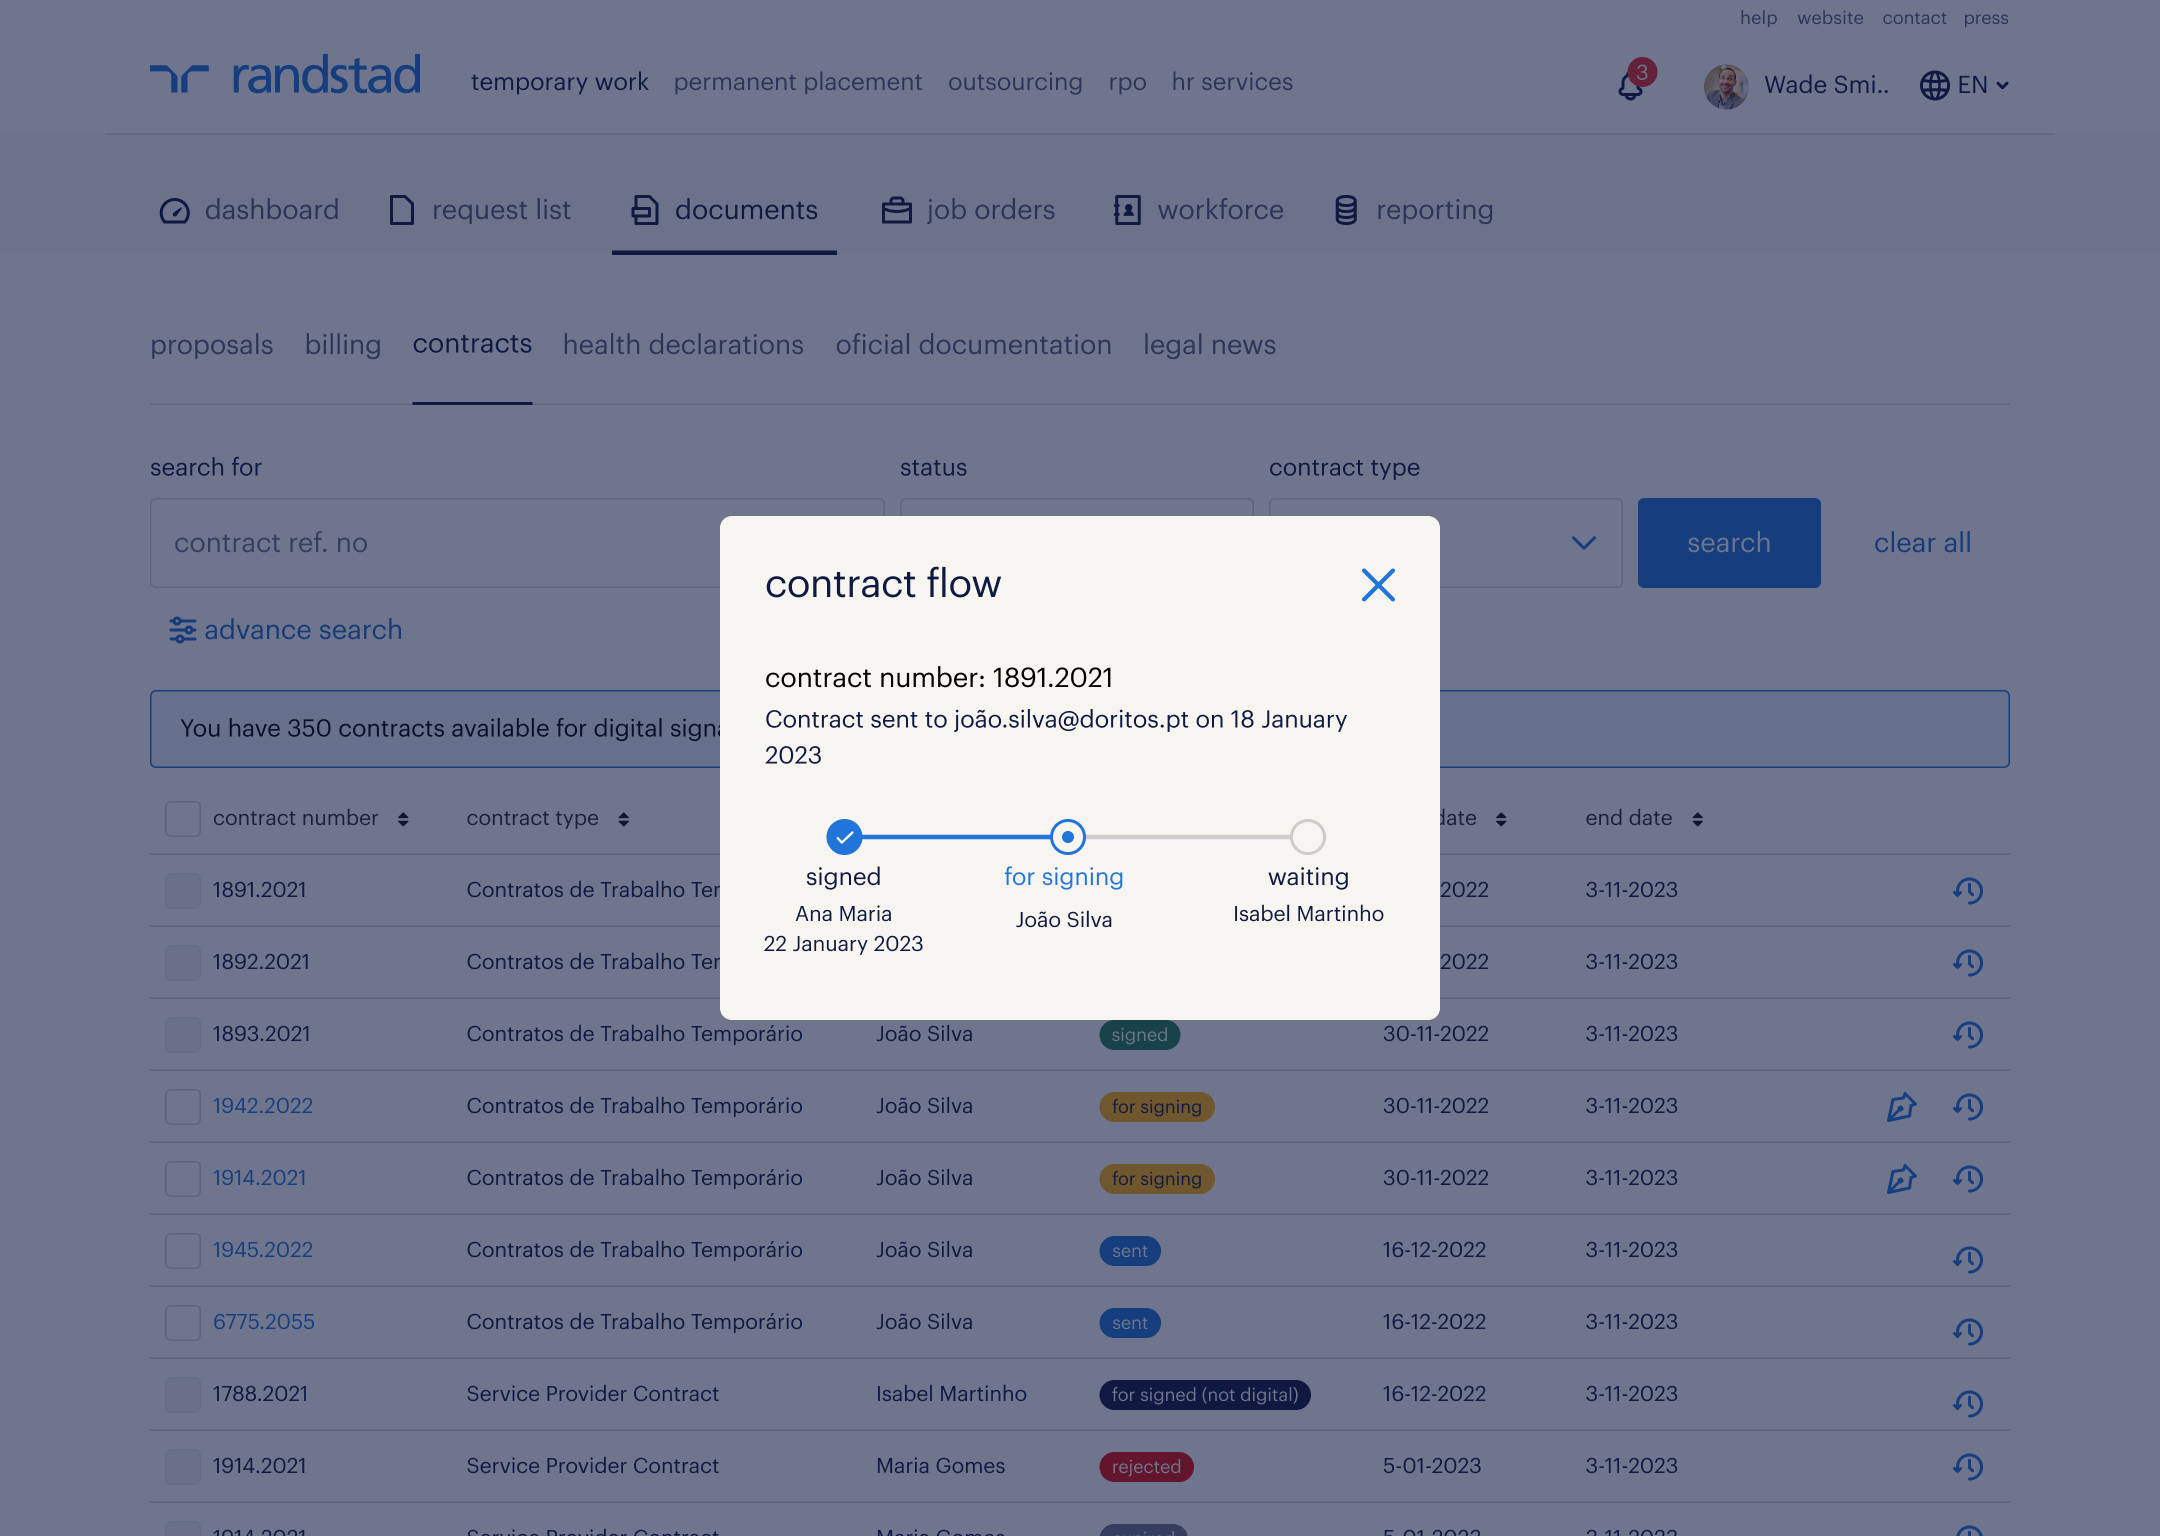 help website contact press
randstad temporary work permanent placement outsourcing rpo hr services 3 Wade Smi.. EN
dashboard request list documents job orders workforce reporting
proposals billing contracts health declarations oficial documentation legal news
search for status contract type
contract ref. no search clear all
advance search
contract flow
contract number: 1891.2021
Contract sent to joão.silva@doritos.pt on 18 January
2023
signed for signing waiting
Ana Maria João Silva Isabel Martinho
22 January 2023
You have 350 contracts available for digital
contract number contract type date end date
1891.2021 Contratos de Trabalho 2022 3-11-2023
1892.2021 Contratos de Trabalho 2022 3-11-2023
1893.2021 Contratos de Trabalho Temporário João Silva signed 30-11-2022 3-11-2023
1942.2022 Contratos de Trabalho Temporário João Silva for signing 30-11-2022 3-11-2023
1914.2021 Contratos de Trabalho Temporário João Silva for signing 30-11-2022 3-11-2023
1945.2022 Contratos de Trabalho Temporário João Silva sent 16-12-2022 3-11-2023
6775.2055 Contratos de Trabalho Temporário João Silva sent 16-12-2022 3-11-2023
1788.2021 Service Provider Contract Isabel Martinho for signed (not digital) 16-12-2022 3-11-2023
1914.2021 Service Provider Contract Maria Gomes rejected 5-01-2023 3-11-2023